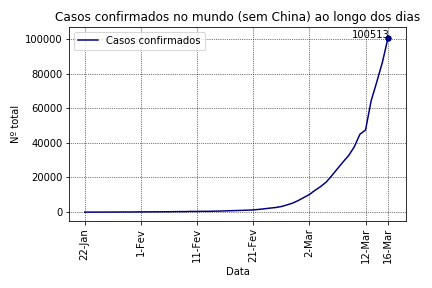 Casos confirmados no mundo (sem China) ao longo dos dias
100513
Casos confirmados
100000
80000
60000
40000
20000
0
Nº total
22-Jan
1-Fev
11-Fev
21-Fev
2-Mar
12-Mar
16-Mar
Data